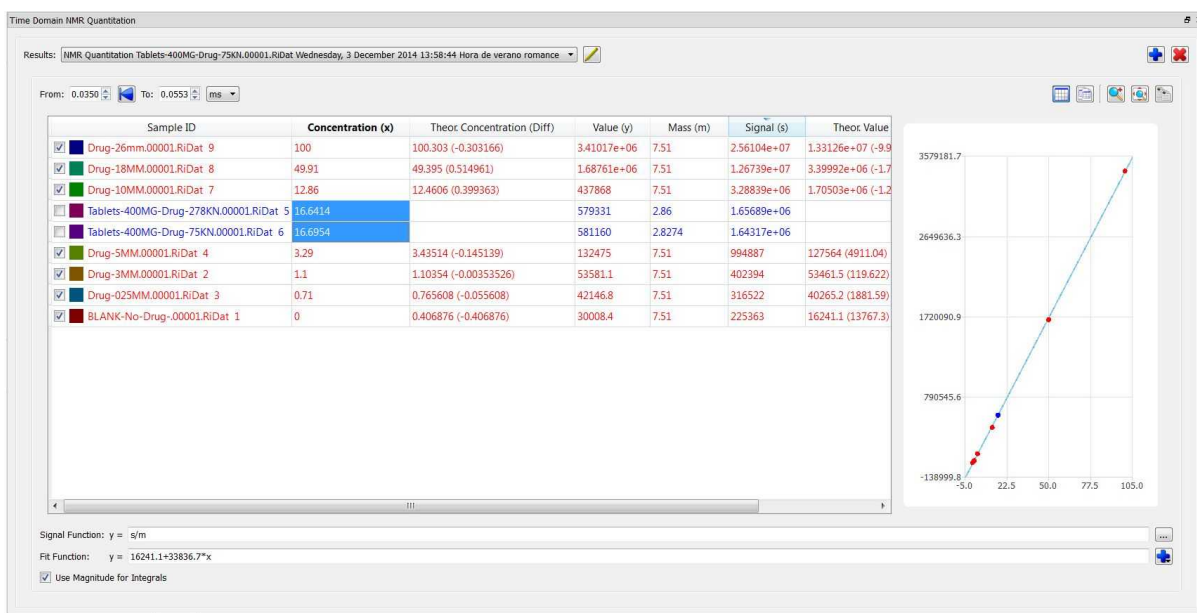 Time Domain NMR Quantitation
Results: NMR Quantitation Tablets-400MG-Drug-75KN.00001.RiDat Wednesday, 3 December 2014 13:58:44 Hora de verano romance
From: 0.0350 To: 0.0553 ms
Sample ID Concentration (x) Theor. Concentration (Diff) Value (y) Mass (m) Signal (s) Theor. Value
Drug-26mm.00001.RiDat 9 100 100.303 (-0.303166) 3.41017e+06 7.51 2.56104e+07 1.33126e+07 (-9.9
Drug-18MM.00001.RiDat 8 49.91 49.395 (0.514961) 1.68761e+06 7.51 1.26739e+07 3.39992e+06 (-1.7
Drug-10MM.00001.RiDat 7 12.86 12.4606 (0.399363) 437868 7.51 3.28839e+06 1.70503e+06 (-1.2
Tablets-400MG-Drug-278KN.00001.RiDat 5 16.6414 579331 2.86 1.65689e+06
Tablets-400MG-Drug-75KN.00001.RiDat 6 16.6954 581160 2.8274 1.64317e+06
Drug-5MM.00001.RiDat 4 3.29 3.43514 (-0.145139) 132475 7.51 994887 127564 (4911.04)
Drug-3MM.00001.RiDat 2 1.1 1.10354 (-0.00353526) 53581.1 7.51 402394 53461.5 (119.622)
Drug-025MM.00001.RiDat 3 0.71 0.765608 (-0.055608) 42146.8 7.51 316522 40265.2 (1881.59)
BLANK-No-Drug-.00001.RiDat 1 0 0.406876 (-0.406876) 30008.4 7.51 225363 16241.1 (13767.3)
3579181.7
2649636.3
1720090.9
790545.6
-138999.8
-5.0 22.5 50.0 77.5 105.0
Signal Function: y = s/m
...
Fit Function: y = 16241.1+33836.7*x
Use Magnitude for Integrals